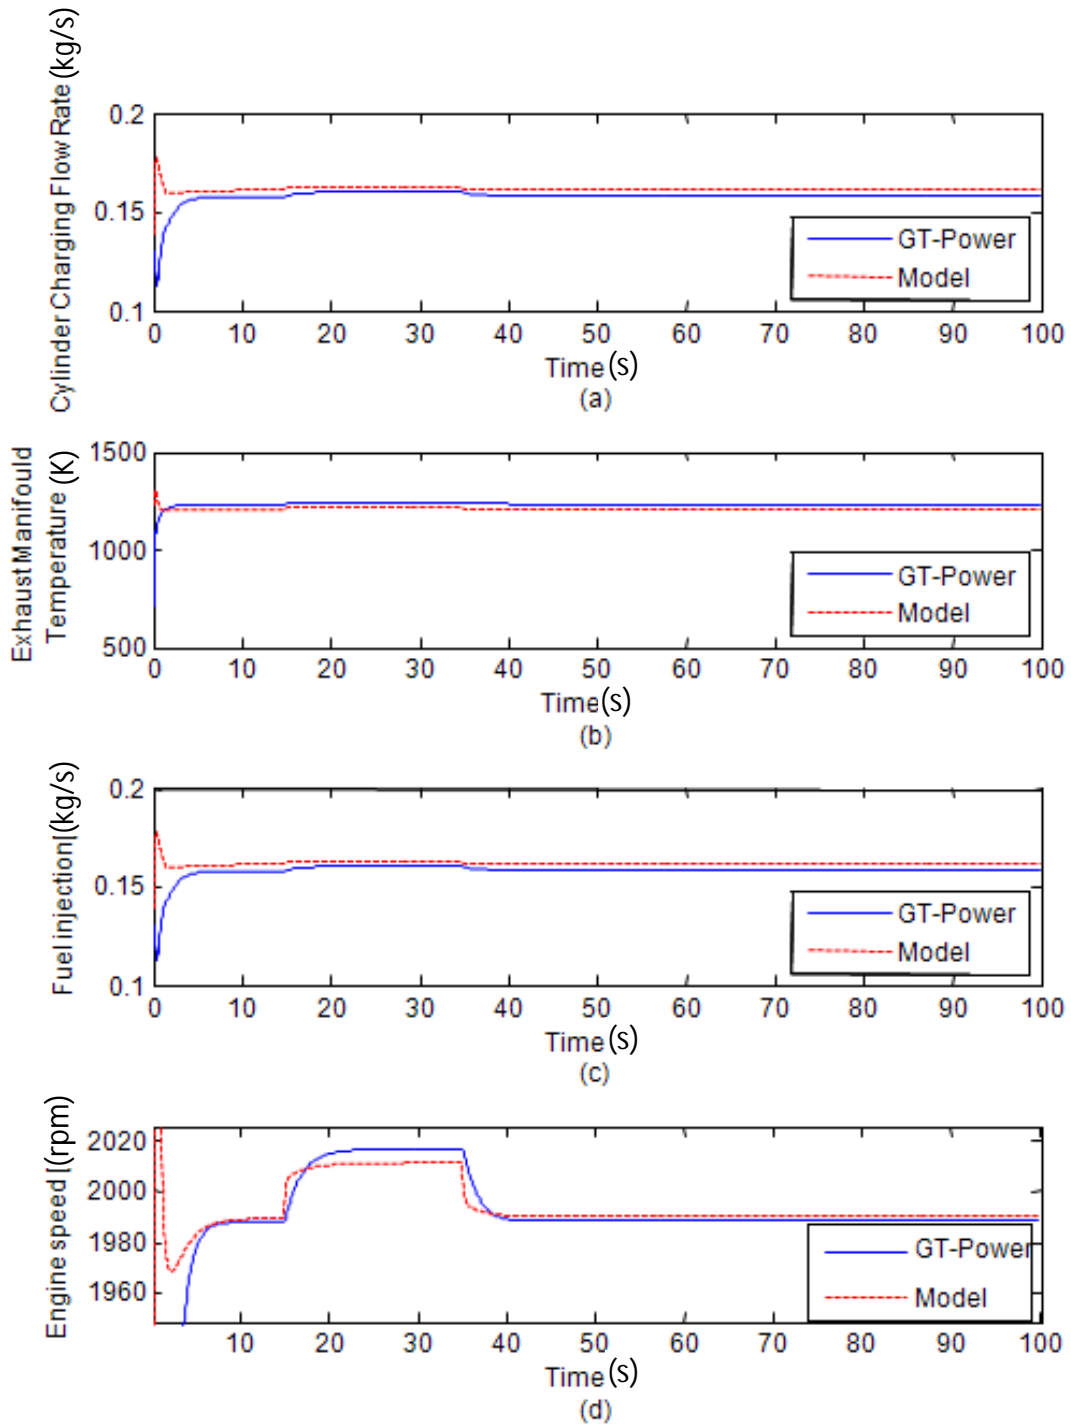 Cylinder Charging Flow Rate (kg/s)
0.2
0.15
0.1
GT-Power
Model
0 10 20 30 40 50 60 70 80 90 100
Time (s)
(a)
Exhaust Manifould
Temperature (K)
1500
1000
500
GT-Power
Model
0 10 20 30 40 50 60 70 80 90 100
Time (s)
(b)
Fuel injection (kg/s)
0.2
0.15
0.1
GT-Power
Model
0 10 20 30 40 50 60 70 80 90 100
Time (s)
(c)
Engine speed (rpm)
2020
2000
1980
1960
GT-Power
Model
10 20 30 40 50 60 70 80 90 100
Time (s)
(d)